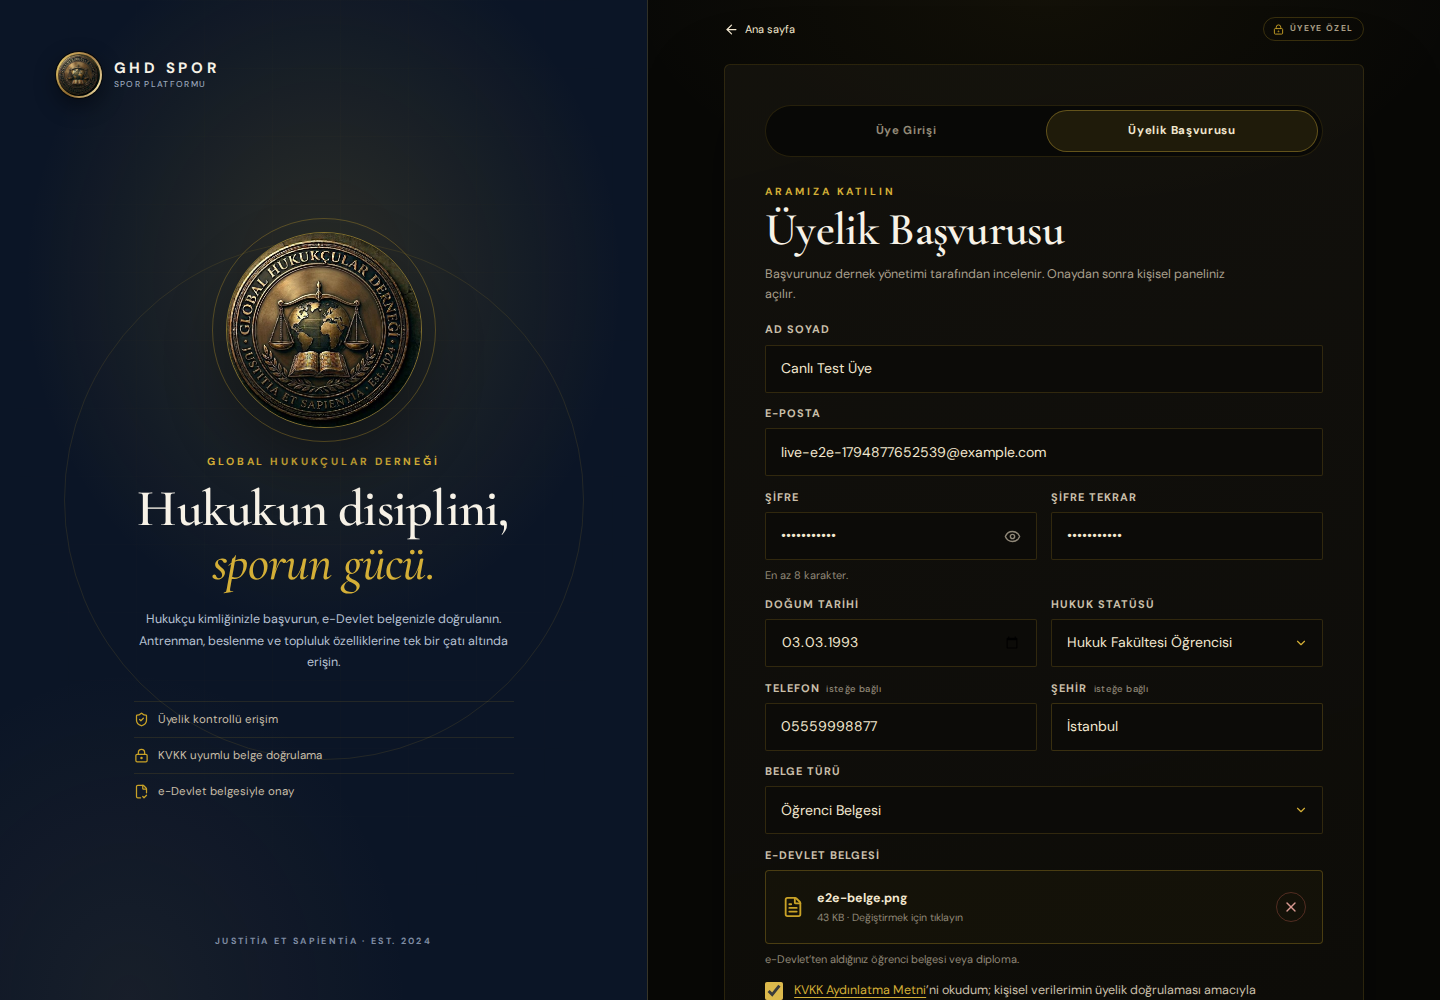 GHD SPOR
SPOR PLATFORMU
GLOBAL HUKUKÇULAR DERNEĞİ
JUSTITIA ET SAPIENTIA · Est. 2024
GLOBAL HUKUKÇULAR DERNEĞİ
Hukukun disiplini,
sporun gücü.
Hukukçu kimliğinizle başvurun, e-Devlet belgenizle doğrulanın.
Antrenman, beslenme ve topluluk özelliklerine tek bir çatı altında
erişin.
Üyelik kontrollü erişim
KVKK uyumlu belge doğrulama
e-Devlet belgesiyle onay
JUSTİTİA ET SAPİENTİA · EST. 2024
Ana sayfa
ÜYEYE ÖZEL
Üye Girişi
Üyelik Başvurusu
ARAMIZA KATILIN
Üyelik Başvurusu
Başvurunuz dernek yönetimi tarafından incelenir. Onaydan sonra kişisel paneliniz
açılır.
AD SOYAD
Canlı Test Üye
E-POSTA
live-e2e-1794877652539@example.com
ŞİFRE
ŞİFRE TEKRAR
•••••••••••
•••••••••••
En az 8 karakter.
DOĞUM TARİHİ
HUKUK STATÜSÜ
03.03.1993
Hukuk Fakültesi Öğrencisi
TELEFON isteğe bağlı
ŞEHİR isteğe bağlı
05559998877
İstanbul
BELGE TÜRÜ
Öğrenci Belgesi
E-DEVLET BELGESİ
e2e-belge.png
43 KB · Değiştirmek için tıklayın
e-Devlet'ten aldığınız öğrenci belgesi veya diploma.
KVKK Aydınlatma Metni'ni okudum; kişisel verilerimin üyelik doğrulaması amacıyla